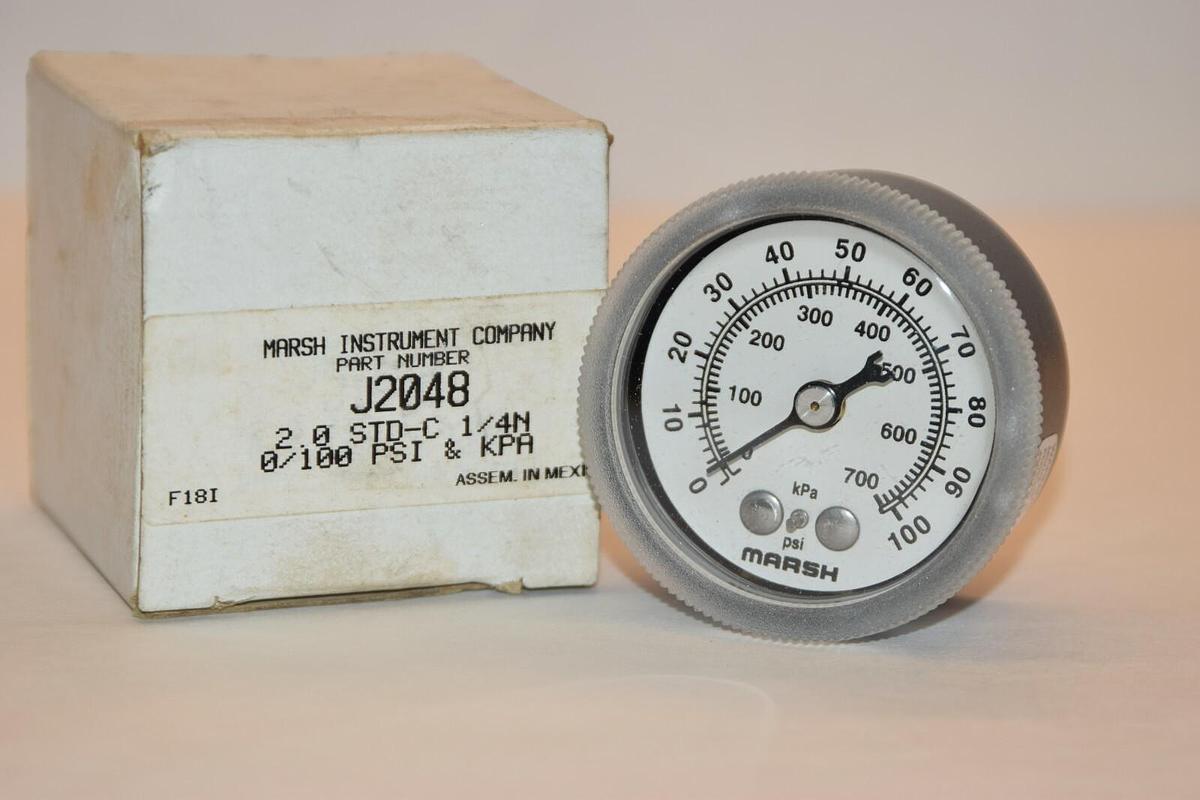 MARSH INSTRUMENT COMPANY
PART NUMBER
J2048
2.0 STD-C 1/4N
0/100 PSI & KPA
ASSEM. IN
F18I
0 10 20 30 40 50 60 70 80 90 100
0 100 200 300 400 500 600 700
kPa
psi
MARSH